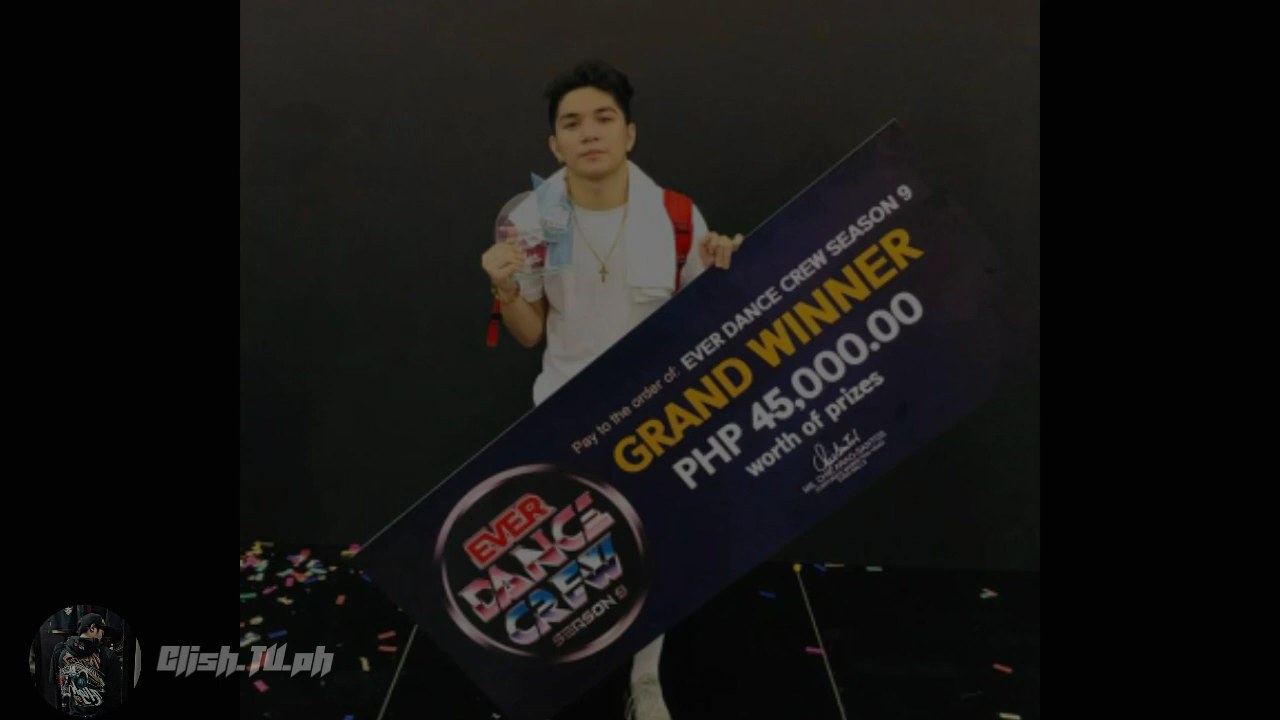 Pay to the order of: EVER DANCE CREW SEASON 9
GRAND WINNER
PHP 45,000.00
worth of prizes
EVER
DANCE
CREW
SEASON 9
Clish.TV.ph